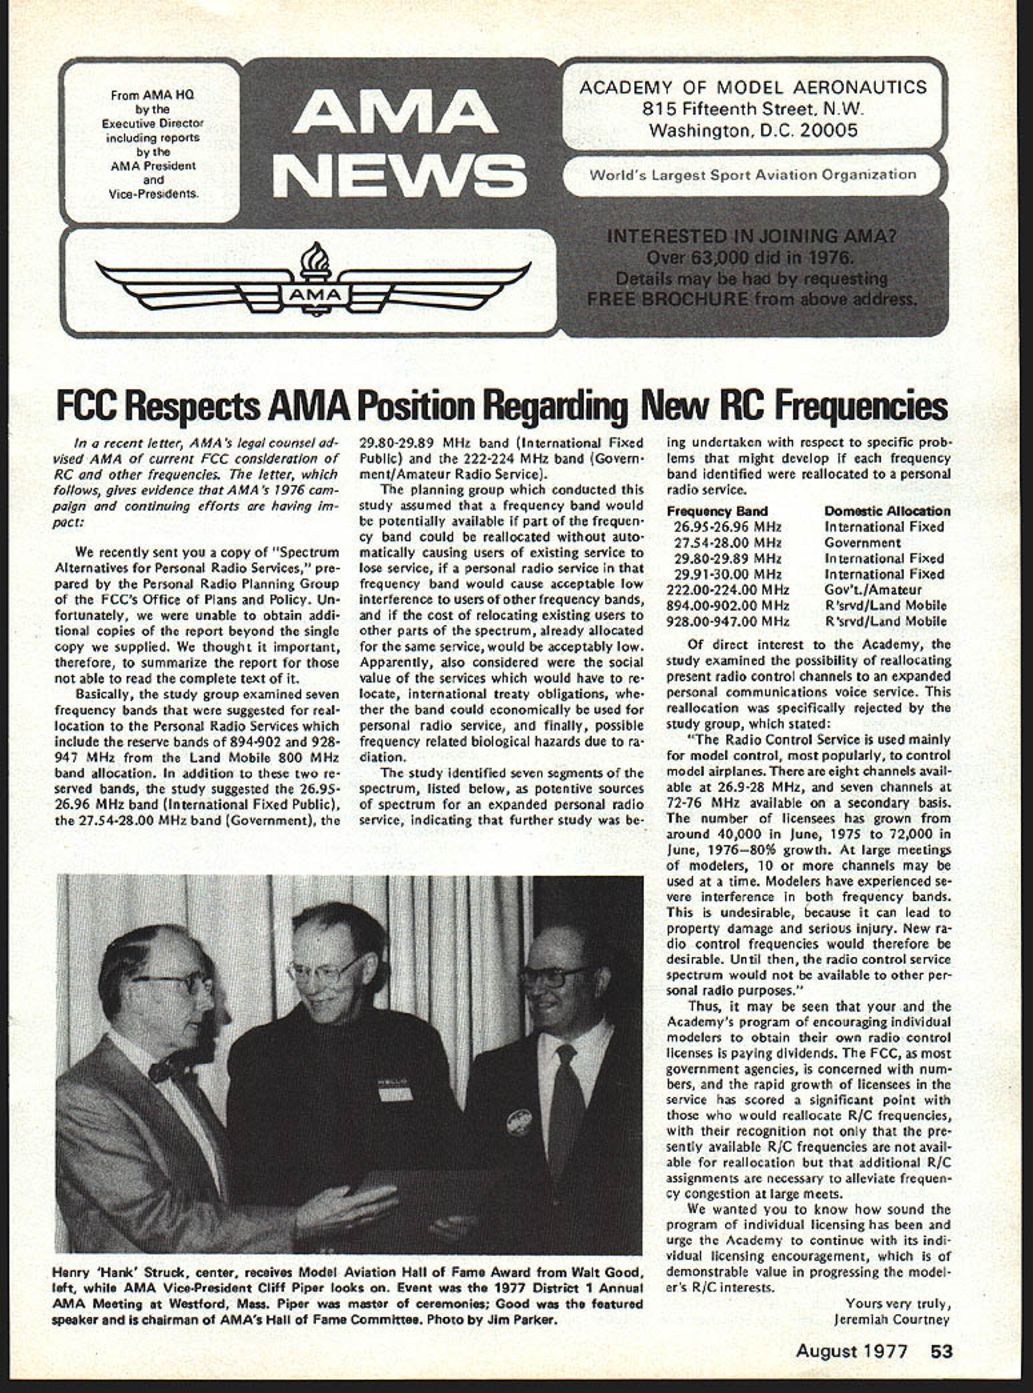 From AMA HQ
by the
Executive Director
including reports
by the
AMA President
and
Vice-Presidents.
AMA
NEWS
ACADEMY OF MODEL AERONAUTICS
815 Fifteenth Street, N.W.
Washington, D.C. 20005
World's Largest Sport Aviation Organization
AMA
INTERESTED IN JOINING AMA?
Over 63,000 did in 1976.
Details may be had by requesting
FREE BROCHURE from above address.
FCC Respects AMA Position Regarding New RC Frequencies
In a recent letter, AMA's legal counsel ad-
vised AMA of current FCC consideration of
RC and other frequencies. The letter, which
follows, gives evidence that AMA's 1976 cam-
paign and continuing efforts are having im-
pact:
We recently sent you a copy of "Spectrum
Alternatives for Personal Radio Services," pre-
pared by the Personal Radio Planning Group
of the FCC's Office of Plans and Policy. Un-
fortunately, we were unable to obtain addi-
tional copies of the report beyond the single
copy we supplied. We thought it important,
therefore, to summarize the report for those
not able to read the complete text of it.
Basically, the study group examined seven
frequency bands that were suggested for real-
location to the Personal Radio Services which
include the reserve bands of 894-902 and 928-
947 MHz from the Land Mobile 800 MHz
band allocation. In addition to these two re-
served bands, the study suggested the 26.95-
26.96 MHz band (International Fixed Public),
the 27.54-28.00 MHz band (Government), the
29.80-29.89 MHz band (International Fixed
Public) and the 222-224 MHz band (Govern-
ment/Amateur Radio Service).
The planning group which conducted this
study assumed that a frequency band would
be potentially available if part of the frequen-
cy band could be reallocated without auto-
matically causing users of existing service to
lose service, if a personal radio service in that
frequency band would cause acceptable low
interference to users of other frequency bands,
and if the cost of relocating existing users to
other parts of the spectrum, already allocated
for the same service, would be acceptably low.
Apparently, also considered were the social
value of the services which would have to re-
locate, international treaty obligations, whe-
ther the band could economically be used for
personal radio service, and finally, possible
frequency related biological hazards due to ra-
diation.
The study identified seven segments of the
spectrum, listed below, as potentive sources
of spectrum for an expanded personal radio
service, indicating that further study was be-
ing undertaken with respect to specific prob-
lems that might develop if each frequency
band identified were reallocated to a personal
radio service.
Frequency Band Domestic Allocation
26.95-26.96 MHz International Fixed
27.54-28.00 MHz Government
29.80-29.89 MHz International Fixed
29.91-30.00 MHz International Fixed
222.00-224.00 MHz Gov't./Amateur
894.00-902.00 MHz R'srvd/Land Mobile
928.00-947.00 MHz R'srvd/Land Mobile
Of direct interest to the Academy, the
study examined the possibility of reallocating
present radio control channels to an expanded
personal communications voice service. This
reallocation was specifically rejected by the
study group, which stated:
"The Radio Control Service is used mainly
for model control, most popularly, to control
model airplanes. There are eight channels avail-
able at 26.9-28 MHz, and seven channels at
72-76 MHz available on a secondary basis.
The number of licensees has grown from
around 40,000 in June, 1975 to 72,000 in
June, 1976—80% growth. At large meetings
of modelers, 10 or more channels may be
used at a time. Modelers have experienced se-
vere interference in both frequency bands.
This is undesirable, because it can lead to
property damage and serious injury. New ra-
dio control frequencies would therefore be
desirable. Until then, the radio control service
spectrum would not be available to other per-
sonal radio purposes."
Thus, it may be seen that your and the
Academy's program of encouraging individual
modelers to obtain their own radio control
licenses is paying dividends. The FCC, as most
government agencies, is concerned with num-
bers, and the rapid growth of licensees in the
service has scored a significant point with
those who would reallocate R/C frequencies,
with their recognition not only that the pre-
sently available R/C frequencies are not avail-
able for reallocation but that additional R/C
assignments are necessary to alleviate frequen-
cy congestion at large meets.
We wanted you to know how sound the
program of individual licensing has been and
urge the Academy to continue with its indi-
vidual licensing encouragement, which is of
demonstrable value in progressing the model-
er's R/C interests.
Yours very truly,
Jeremiah Courtney
HELLO
Henry 'Hank' Struck, center, receives Model Aviation Hall of Fame Award from Walt Good,
left, while AMA Vice-President Cliff Piper looks on. Event was the 1977 District 1 Annual
AMA Meeting at Westford, Mass. Piper was master of ceremonies; Good was the featured
speaker and is chairman of AMA's Hall of Fame Committee. Photo by Jim Parker.
August 1977 53